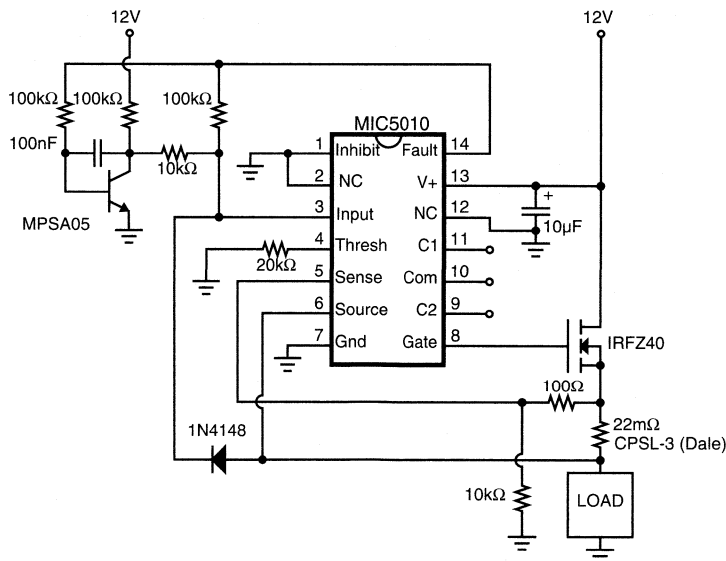 12V
12V
100kΩ
100kΩ
100kΩ
100nF
10kΩ
MPSA05
MIC5010
1 Inhibit Fault 14
2 NC V+ 13
3 Input NC 12
4 Thresh C1 11
5 Sense Com 10
6 Source C2 9
7 Gnd Gate 8
+
10µF
20kΩ
IRFZ40
100Ω
22mΩ
CPSL-3 (Dale)
1N4148
10kΩ
LOAD